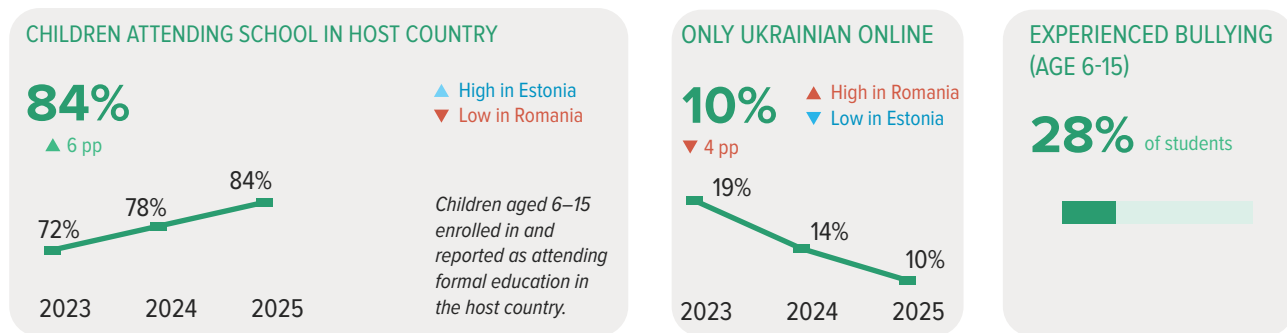 CHILDREN ATTENDING SCHOOL IN HOST COUNTRY
84%
▲ 6 pp
▲ High in Estonia
▼ Low in Romania
72%
78%
84%
2023
2024
2025
Children aged 6–15
enrolled in and
reported as attending
formal education in
the host country.
ONLY UKRAINIAN ONLINE
10%
▼ 4 pp
▲ High in Romania
▼ Low in Estonia
19%
14%
10%
2023
2024
2025
EXPERIENCED BULLYING
(AGE 6-15)
28% of students